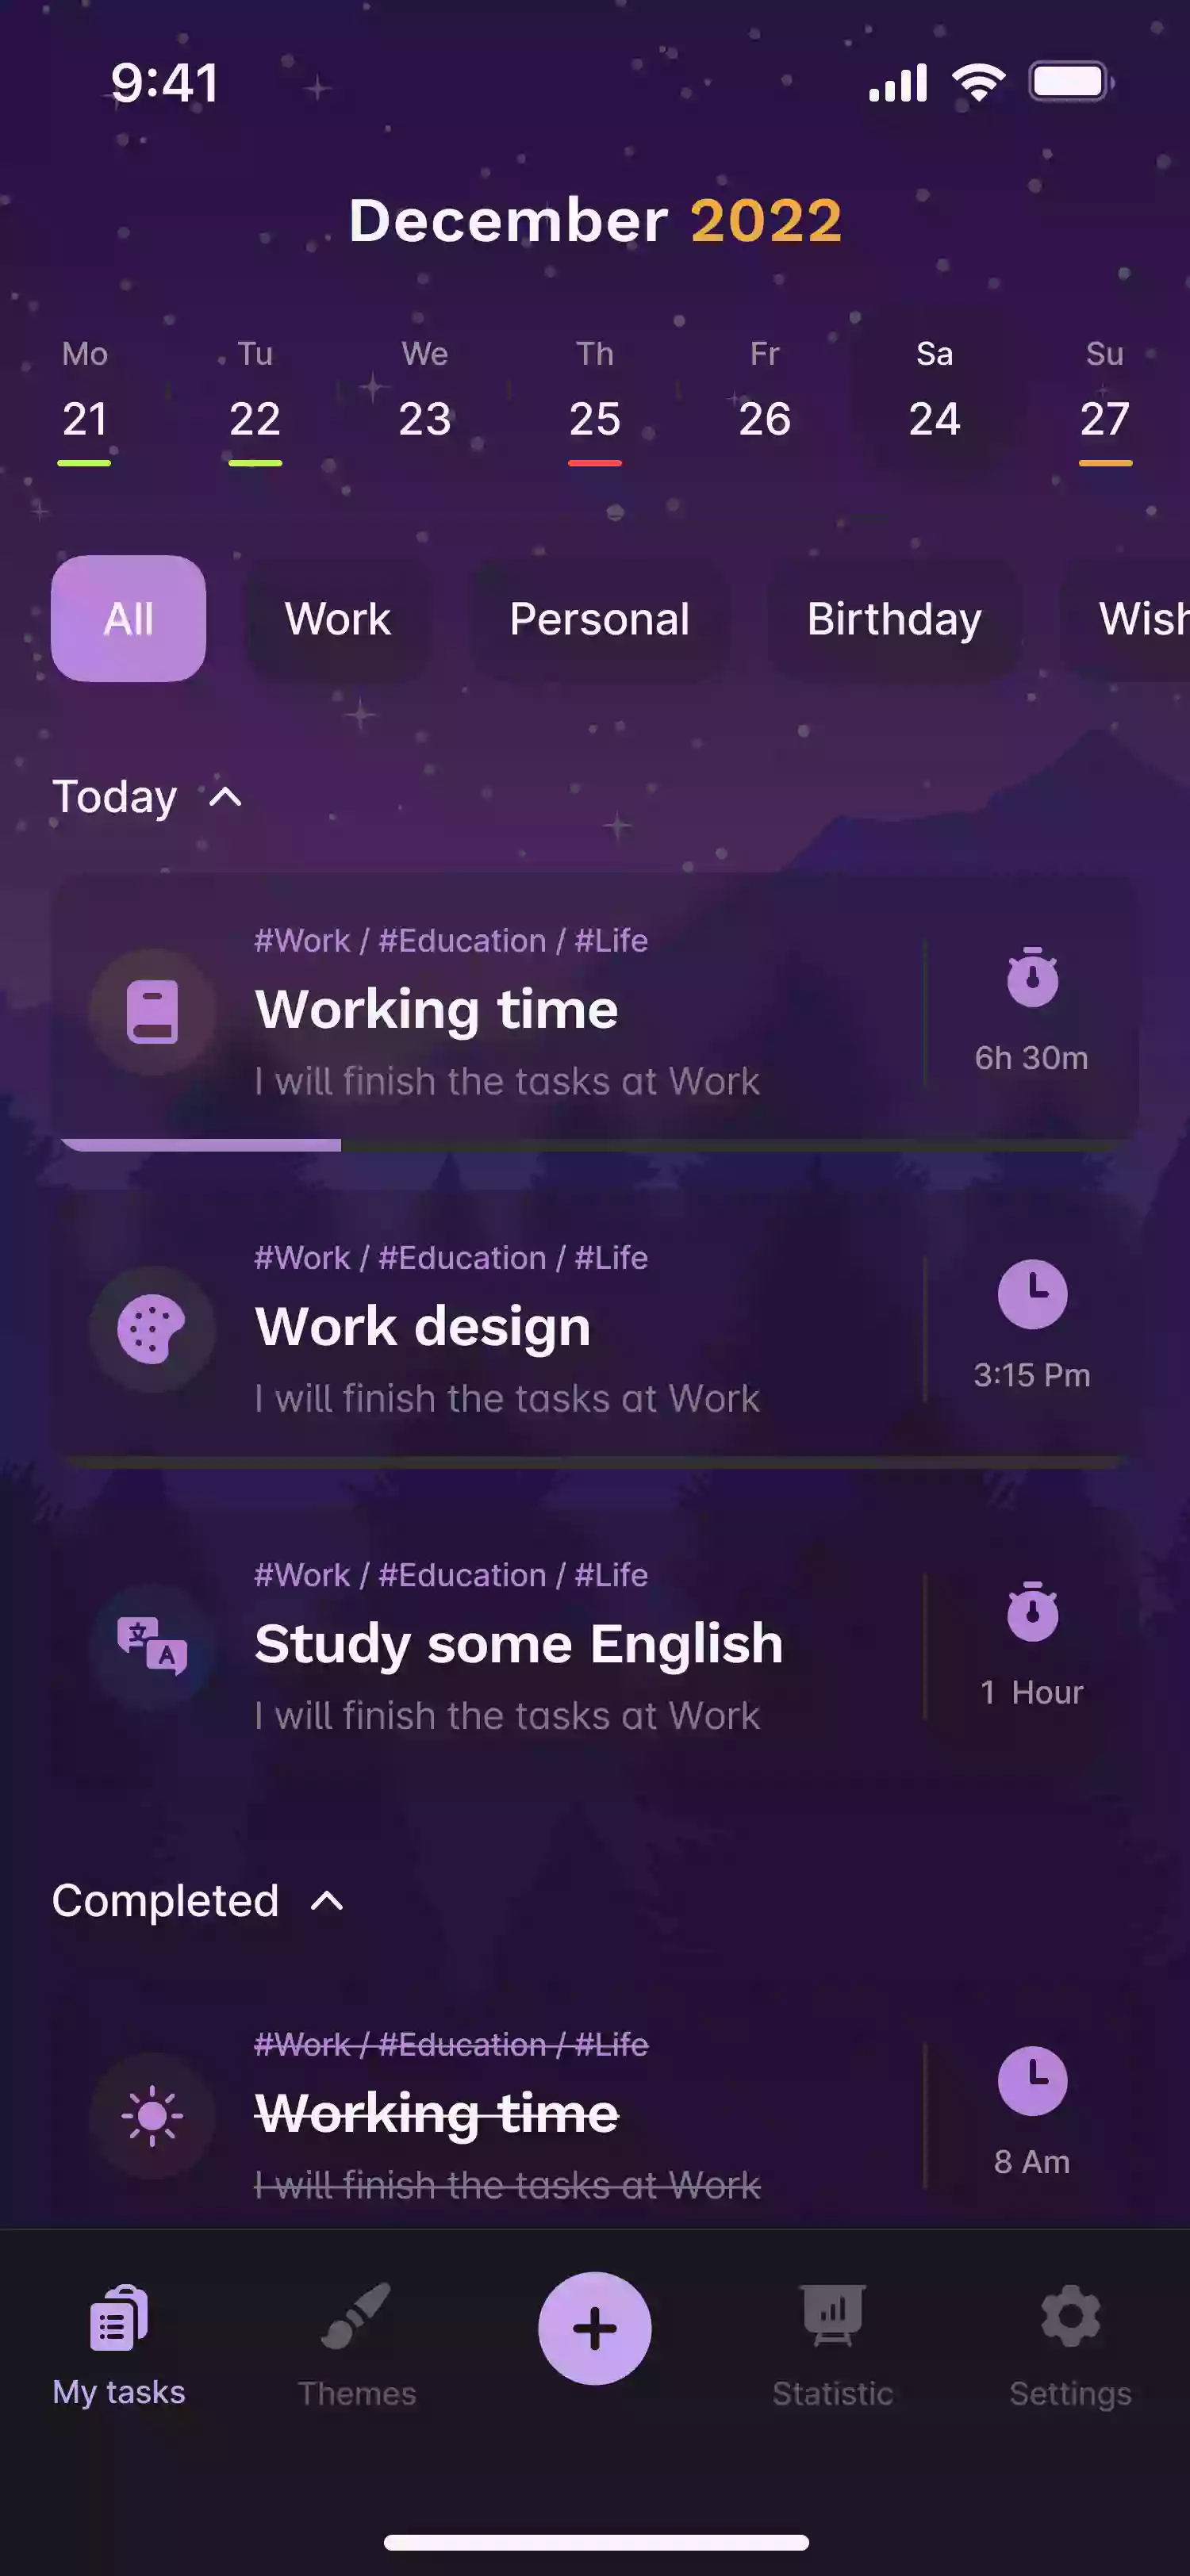 9:41
December 2022
Mo Tu We Th Fr Sa Su
21 22 23 25 26 24 27
All Work Personal Birthday Wish
Today
#Work / #Education / #Life
Working time
I will finish the tasks at Work
6h 30m
#Work / #Education / #Life
Work design
I will finish the tasks at Work
3:15 Pm
文
A
#Work / #Education / #Life
Study some English
I will finish the tasks at Work
1 Hour
Completed
#Work / #Education / #Life
Working time
I will finish the tasks at Work
8 Am
My tasks Themes Statistic Settings